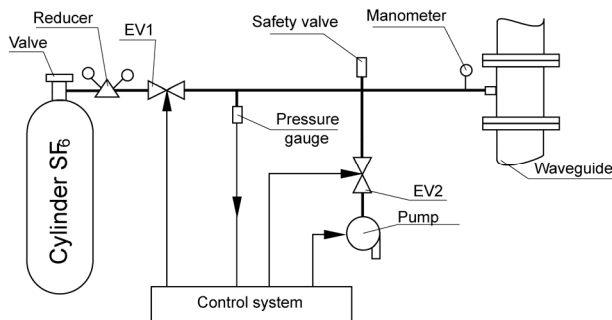 Safety valve
Manometer
Reducer
EV1
Valve
Pressure
gauge
Cylinder SF6
EV2
Waveguide
Pump
Control system